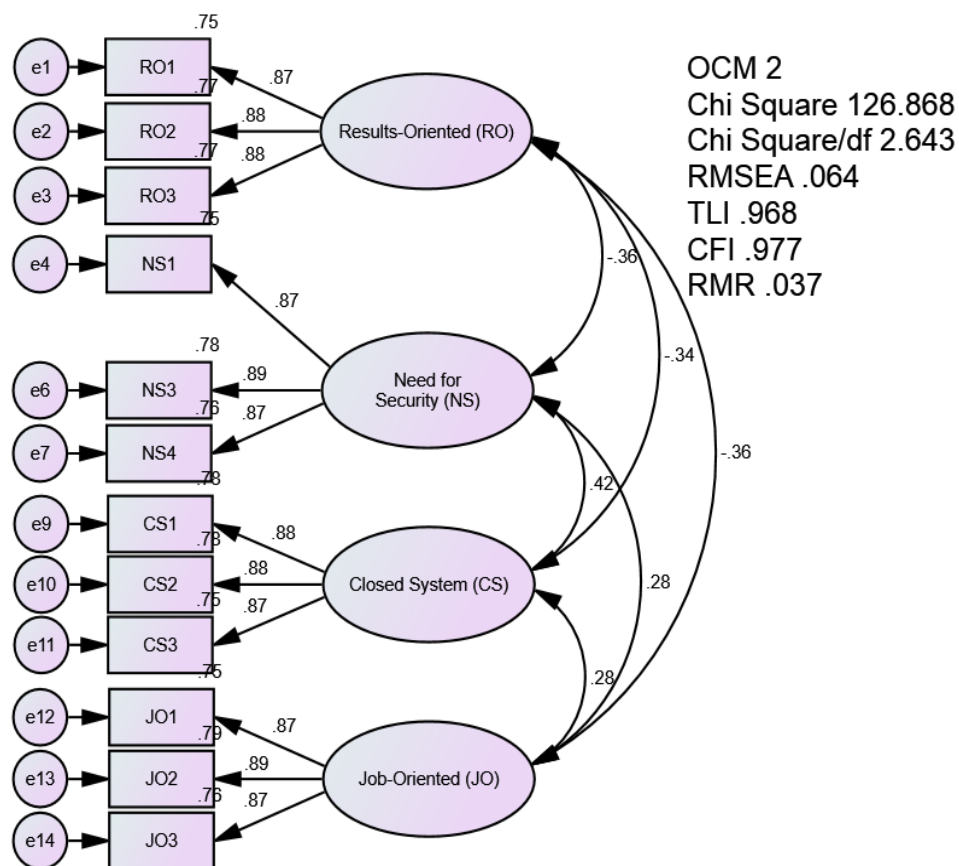 .75
e1
RO1
.87
.77
e2
RO2
.88
Results-Oriented (RO)
.77
.88
e3
RO3
.75
e4
NS1
.87
-.36
.78
e6
NS3
.89
Need for
Security (NS)
.76
.87
e7
NS4
.78
-.34
-.36
.42
e9
CS1
.88
.78
e10
CS2
.88
Closed System (CS)
.28
.75
.87
e11
CS3
.75
.28
e12
JO1
.87
.79
e13
JO2
.89
Job-Oriented (JO)
.76
.87
e14
JO3
OCM 2
Chi Square 126.868
Chi Square/df 2.643
RMSEA .064
TLI .968
CFI .977
RMR .037